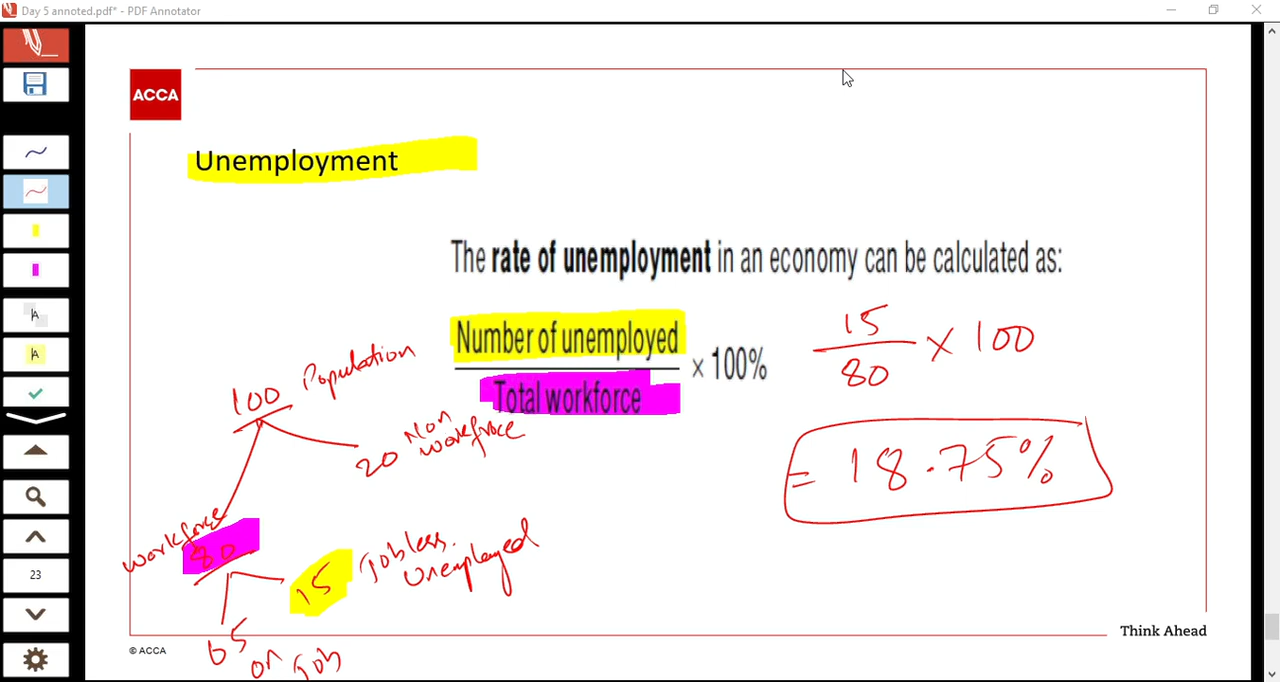 Day 5 annoted.pdf* - PDF Annotator
ACCA
Unemployment
The rate of unemployment in an economy can be calculated as:
Number of unemployed
Total workforce
× 100%
15
80
× 100
= 18.75%
100 Population
20 Non
workfroce
workforce
80
15 Jobless.
Unemployed
65
on Job
23
A
A
© ACCA
Think Ahead